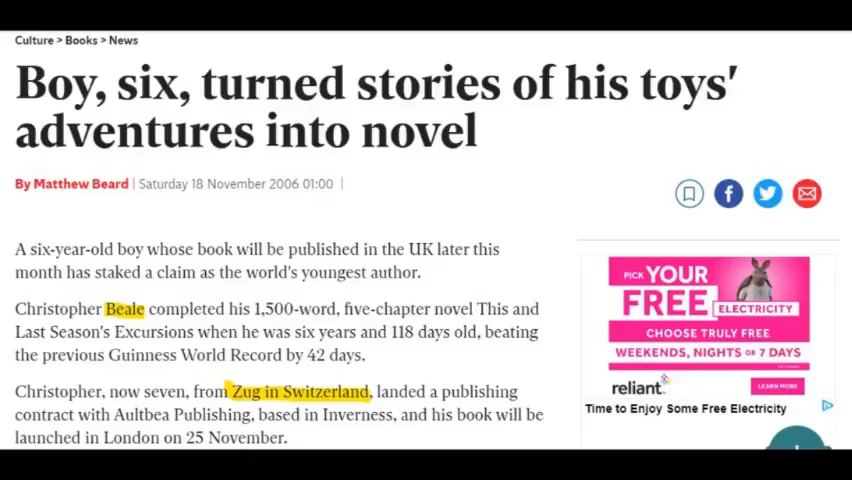 Culture > Books > News
Boy, six, turned stories of his toys'
adventures into novel
By Matthew Beard | Saturday 18 November 2006 01:00 |
A six-year-old boy whose book will be published in the UK later this
month has staked a claim as the world's youngest author.
Christopher Beale completed his 1,500-word, five-chapter novel This and
Last Season's Excursions when he was six years and 118 days old, beating
the previous Guinness World Record by 42 days.
Christopher, now seven, from Zug in Switzerland, landed a publishing
contract with Aultbea Publishing, based in Inverness, and his book will be
launched in London on 25 November.
PICK YOUR
FREE
ELECTRICITY
CHOOSE TRULY FREE
WEEKENDS, NIGHTS OR 7 DAYS
reliant
LEARN MORE
Time to Enjoy Some Free Electricity